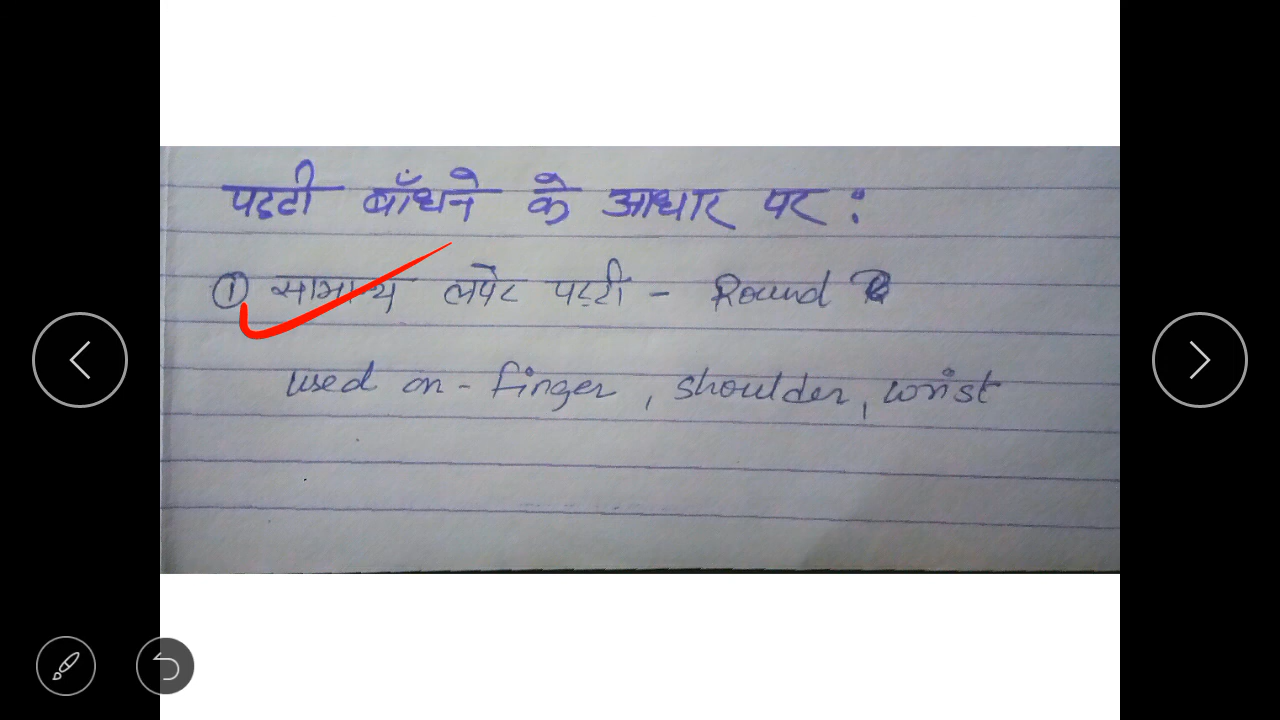 पट्टी बाँधने के आधार पर :
① सामान्य लपेट पट्टी - Round
used on - finger, shoulder, wrist